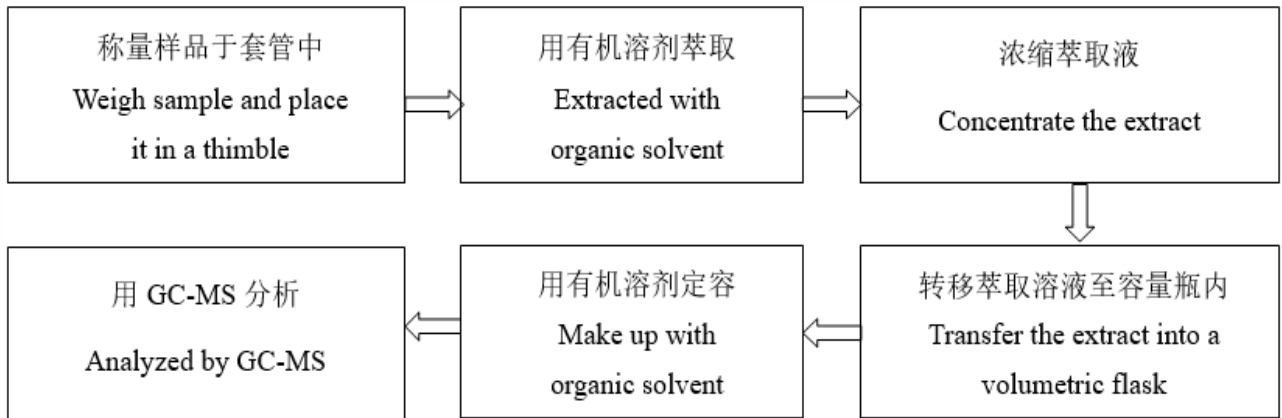 称量样品于套管中
Weigh sample and place
it in a thimble
用有机溶剂萃取
Extracted with
organic solvent
浓缩萃取液
Concentrate the extract
转移萃取溶液至容量瓶内
Transfer the extract into a
volumetric flask
用有机溶剂定容
Make up with
organic solvent
用 GC-MS 分析
Analyzed by GC-MS